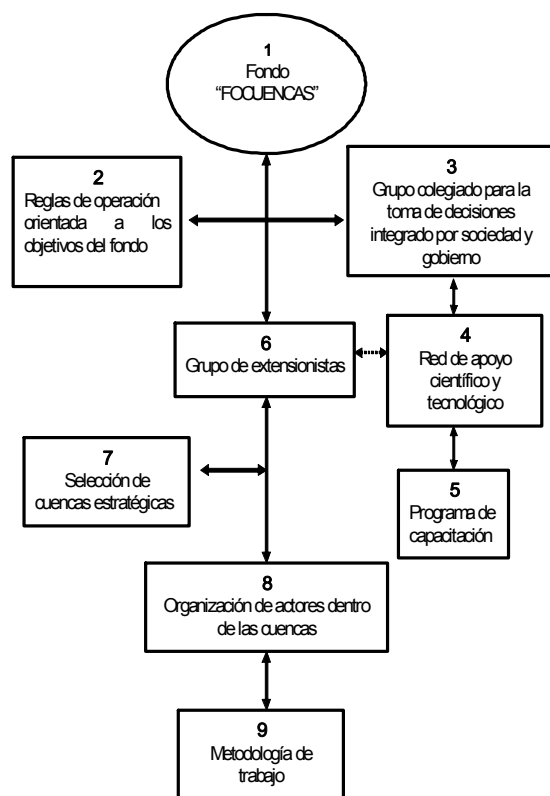 1
Fondo
“FOCUENCAS”
2
Reglas de operación
orientada a los
objetivos del fondo
3
Grupo colegiado para la
toma de decisiones
integrado por sociedad y
gobierno
6
Grupo de extensionistas
4
Red de apoyo
científico y
tecnológico
7
Selección de
cuencas estratégicas
5
Programa de
capacitación
8
Organización de actores dentro
de las cuencas
9
Metodología de
trabajo